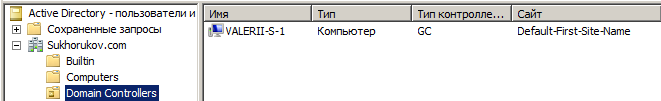 Active Directory - пользователи и
Сохраненные запросы
Sukhorukov.com
Builtin
Computers
Domain Controllers
Имя Тип Тип контролле... Сайт
VALERII-S-1 Компьютер GC Default-First-Site-Name